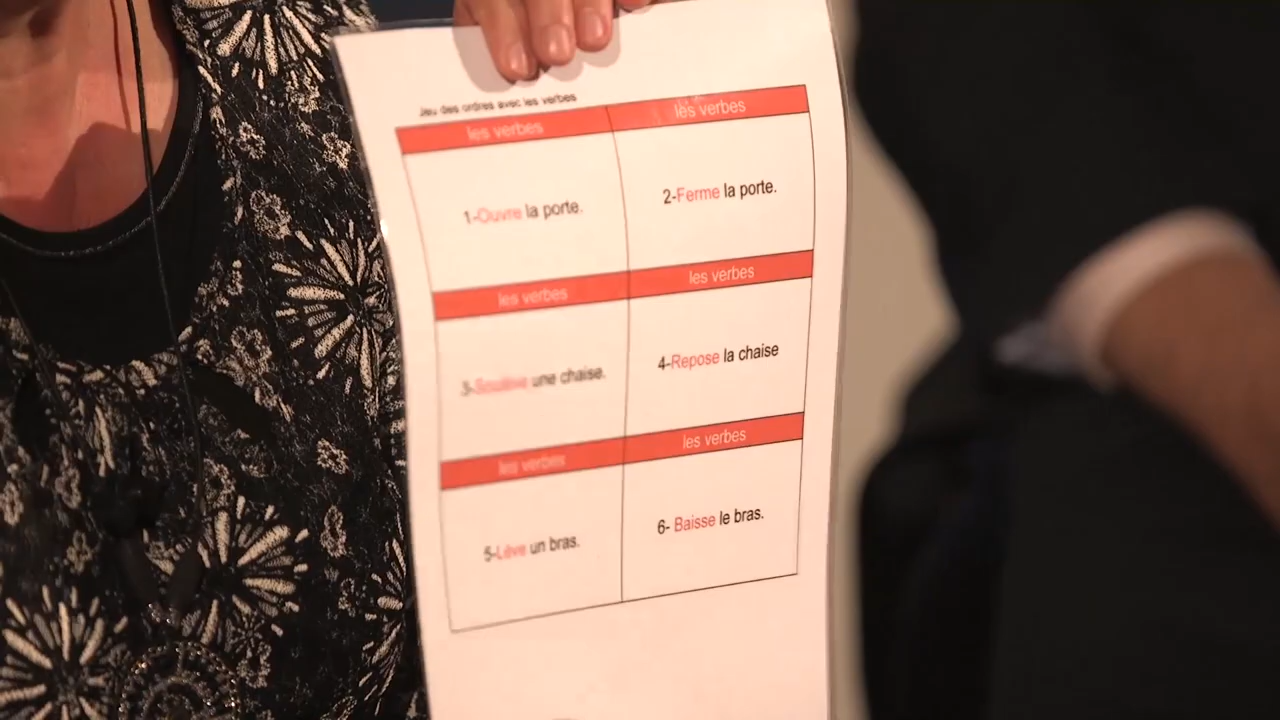 Jeu des ordres avec les verbes
les verbes
les verbes
1-Ouvre la porte.
2-Ferme la porte.
les verbes
les verbes
3-Soulève une chaise.
4-Repose la chaise
les verbes
les verbes
5-Lève un bras.
6- Baisse le bras.